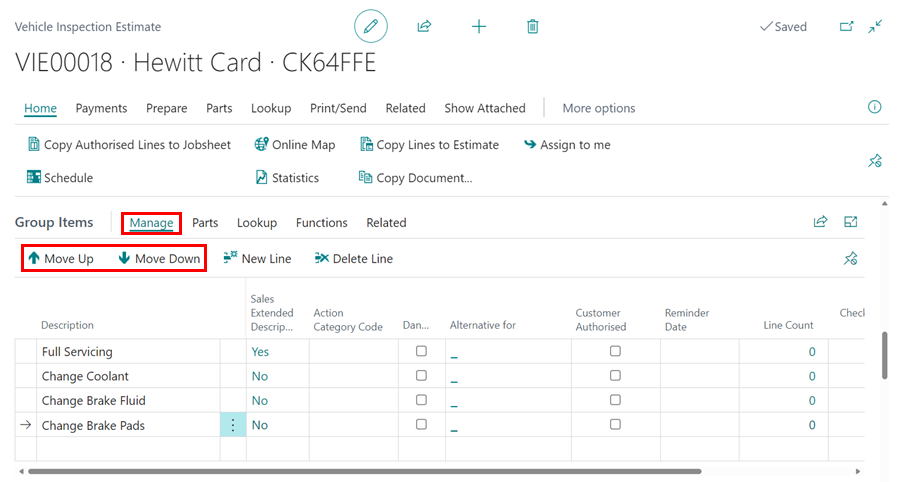 Vehicle Inspection Estimate
Saved
VIE00018 · Hewitt Card · CK64FFE
Home Payments Prepare Parts Lookup Print/Send Related Show Attached More options
Copy Authorised Lines to Jobsheet Online Map Copy Lines to Estimate Assign to me
Schedule Statistics Copy Document...
Group Items Manage Parts Lookup Functions Related
Move Up Move Down New Line Delete Line
Sales
Extended Action Customer Reminder
Description Descrip... Category Code Dan... Alternative for Authorised Date Line Count Check
Full Servicing Yes _ 0
Change Coolant No _ 0
Change Brake Fluid No _ 0
Change Brake Pads No _ 0